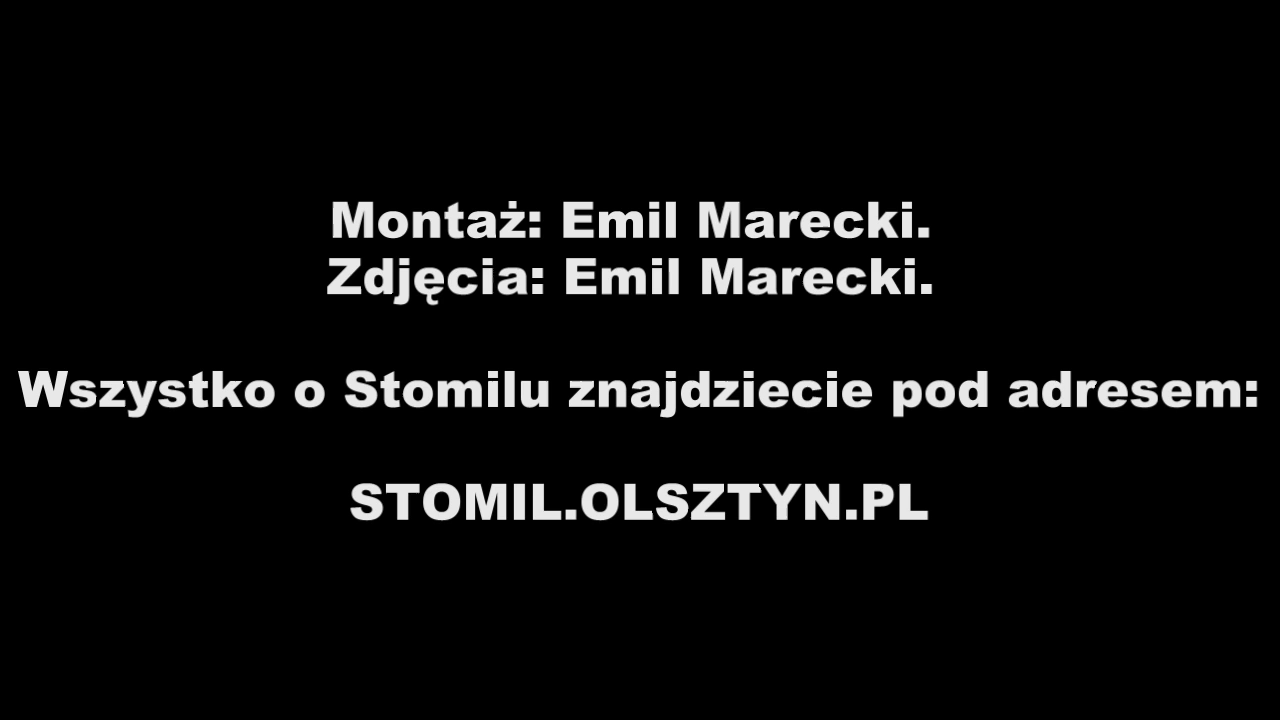 Montaż: Emil Marecki.
Zdjęcia: Emil Marecki.
Wszystko o Stomilu znajdziecie pod adresem:
STOMIL.OLSZTYN.PL